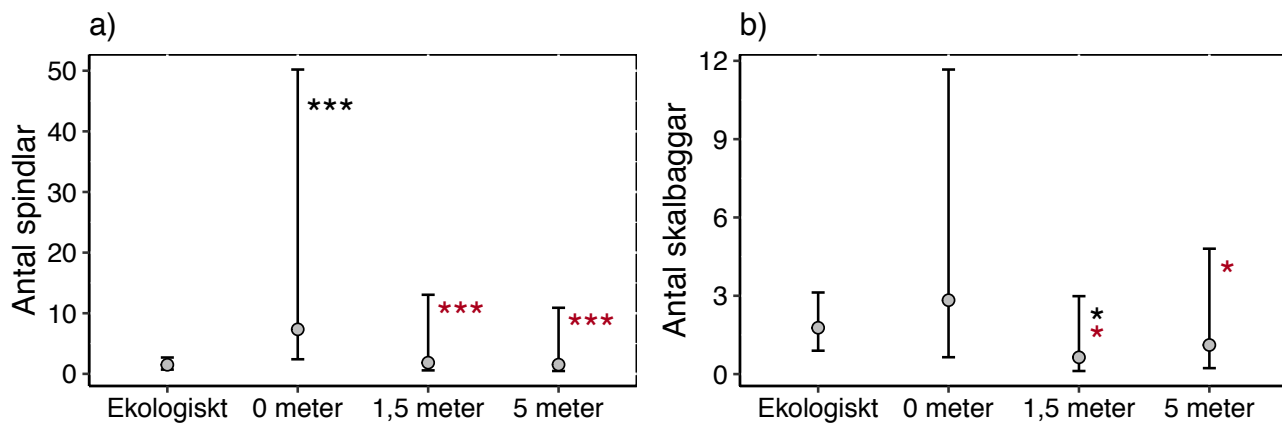 a)
Antal spindlar
50
40
30
20
10
0
***
***
***
Ekologiskt 0 meter 1,5 meter 5 meter
b)
Antal skalbaggar
12
9
6
3
0
*
*
*
Ekologiskt 0 meter 1,5 meter 5 meter